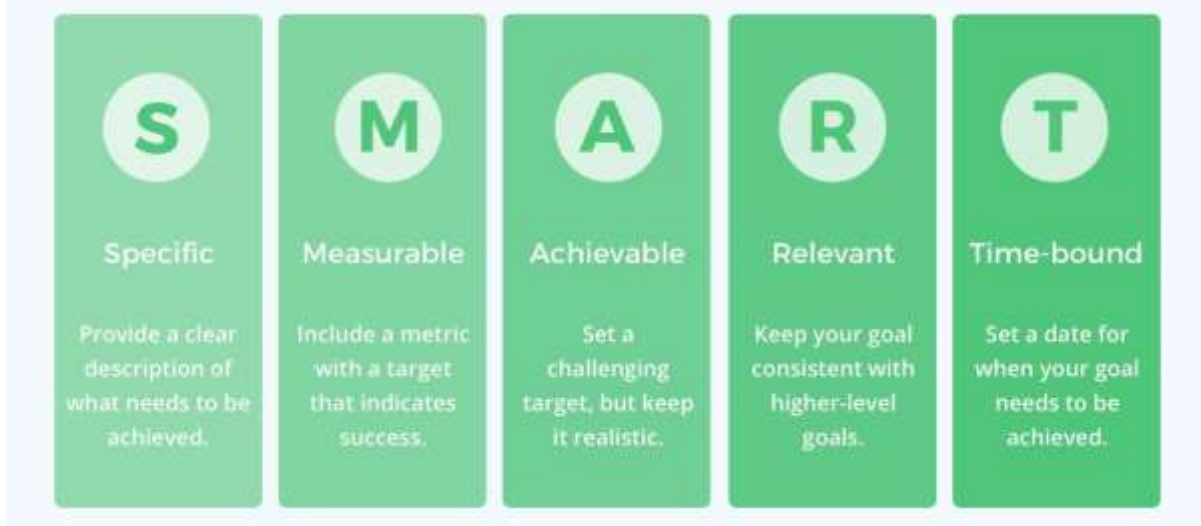 S
Specific
Provide a clear
description of
what needs to be
achieved.
M
Measurable
Include a metric
with a target
that indicates
success.
A
Achievable
Set a
challenging
target, but keep
it realistic.
R
Relevant
Keep your goal
consistent with
higher-level
goals.
T
Time-bound
Set a date for
when your goal
needs to be
achieved.